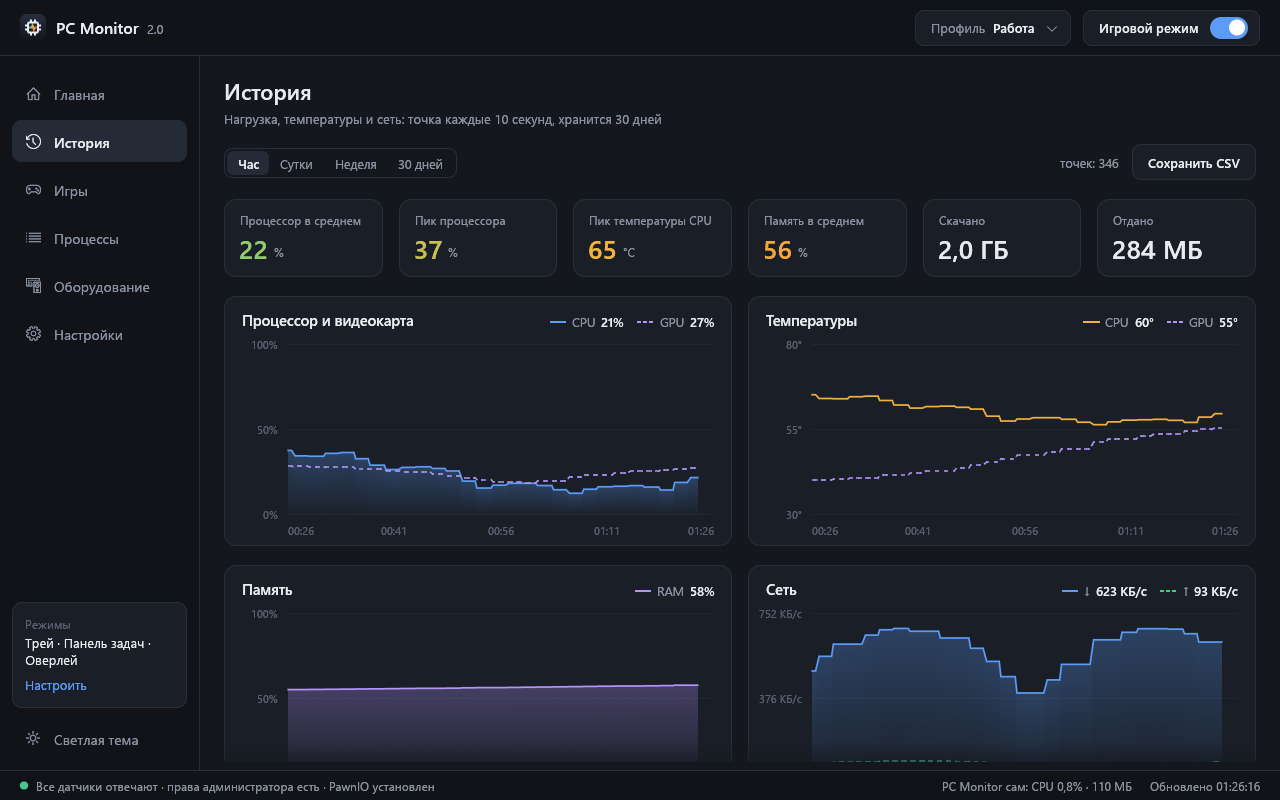 PC Monitor 2.0
Профиль Работа
Игровой режим
Главная
История
Игры
Процессы
Оборудование
Настройки
Режимы
Трей · Панель задач ·
Оверлей
Настроить
Светлая тема
История
Нагрузка, температуры и сеть: точка каждые 10 секунд, хранится 30 дней
Час Сутки Неделя 30 дней
точек: 346 Сохранить CSV
Процессор в среднем
22 %
Пик процессора
37 %
Пик температуры CPU
65 °C
Память в среднем
56 %
Скачано
2,0 ГБ
Отдано
284 МБ
Процессор и видеокарта CPU 21% GPU 27%
100%
50%
0%
00:26 00:41 00:56 01:11 01:26
Температуры CPU 60° GPU 55°
80°
55°
30°
00:26 00:41 00:56 01:11 01:26
Память RAM 58%
100%
50%
Сеть ↓ 623 КБ/с ↑ 93 КБ/с
752 КБ/с
376 КБ/с
Все датчики отвечают · права администратора есть · PawnIO установлен
PC Monitor сам: CPU 0,8% · 110 МБ Обновлено 01:26:16